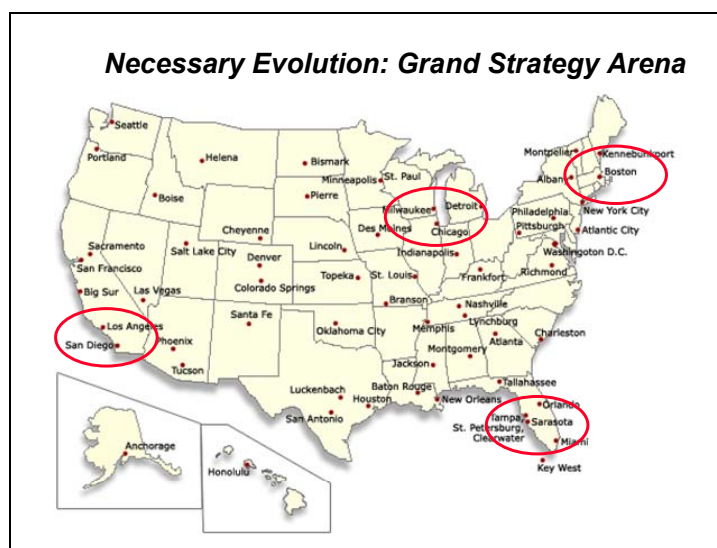 Necessary Evolution: Grand Strategy Arena
Seattle
Portland
Helena
Bismark
Boise
Pierre
Minneapolis
St. Paul
Montpelier
Kennebunkport
Alban
Boston
Milwaukee
Detroit
Chicago
New York City
Cheyenne
Des Moines
Philadelphia
Pittsburgh
Atlantic City
Sacramento
San Francisco
Salt Lake City
Lincoln
Indianapolis
Washington D.C.
Denver
Colorado Springs
Topeka
St. Louis
Frankfort
Richmond
Big Sur
Las Vegas
Branson
Nashville
Los Angeles
Santa Fe
Oklahoma City
Memphis
Lynchburg
Charleston
San Diego
Phoenix
Atlanta
Tucson
Jackson
Montgomery
Luckenbach
Baton Rouge
Tallahassee
San Antonio
Houston
New Orleans
Orlando
Tampa,
St. Petersburg,
Clearwater
Sarasota
Miami
Key West
Anchorage
Honolulu